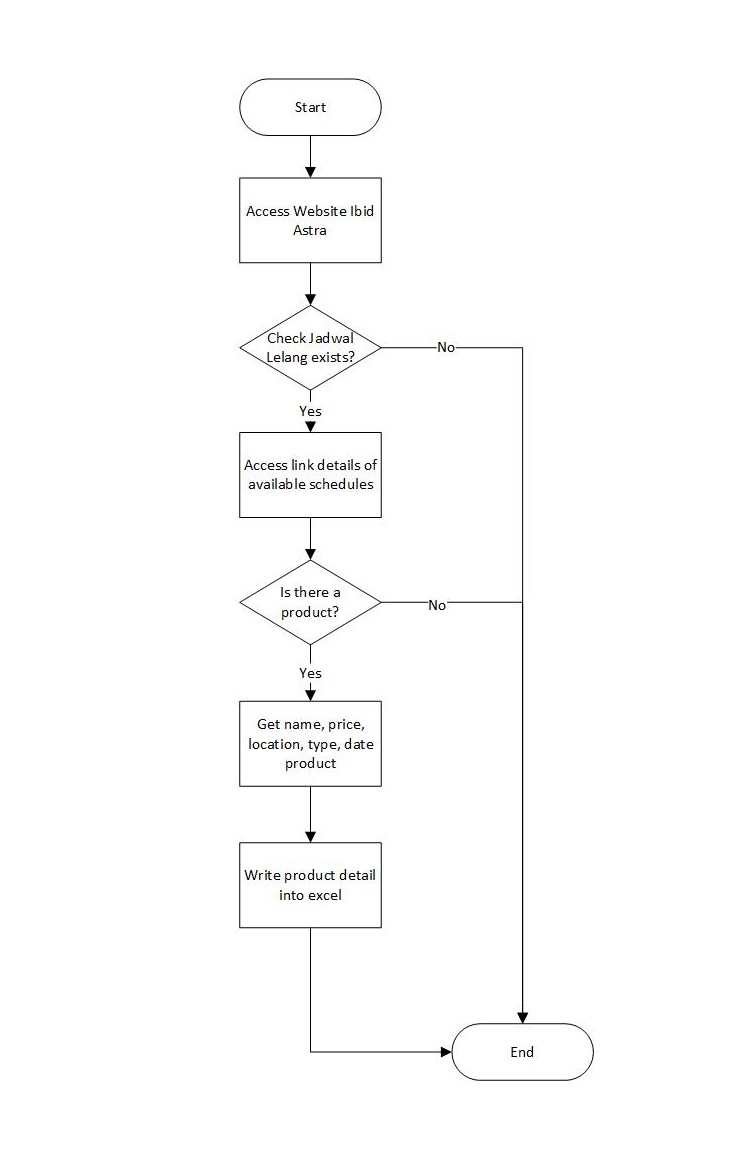 Start
Access Website Ibid
Astra
Check Jadwal
Lelang exists?
No
Yes
Access link details of
available schedules
Is there a
product?
No
Yes
Get name, price,
location, type, date
product
Write product detail
into excel
End